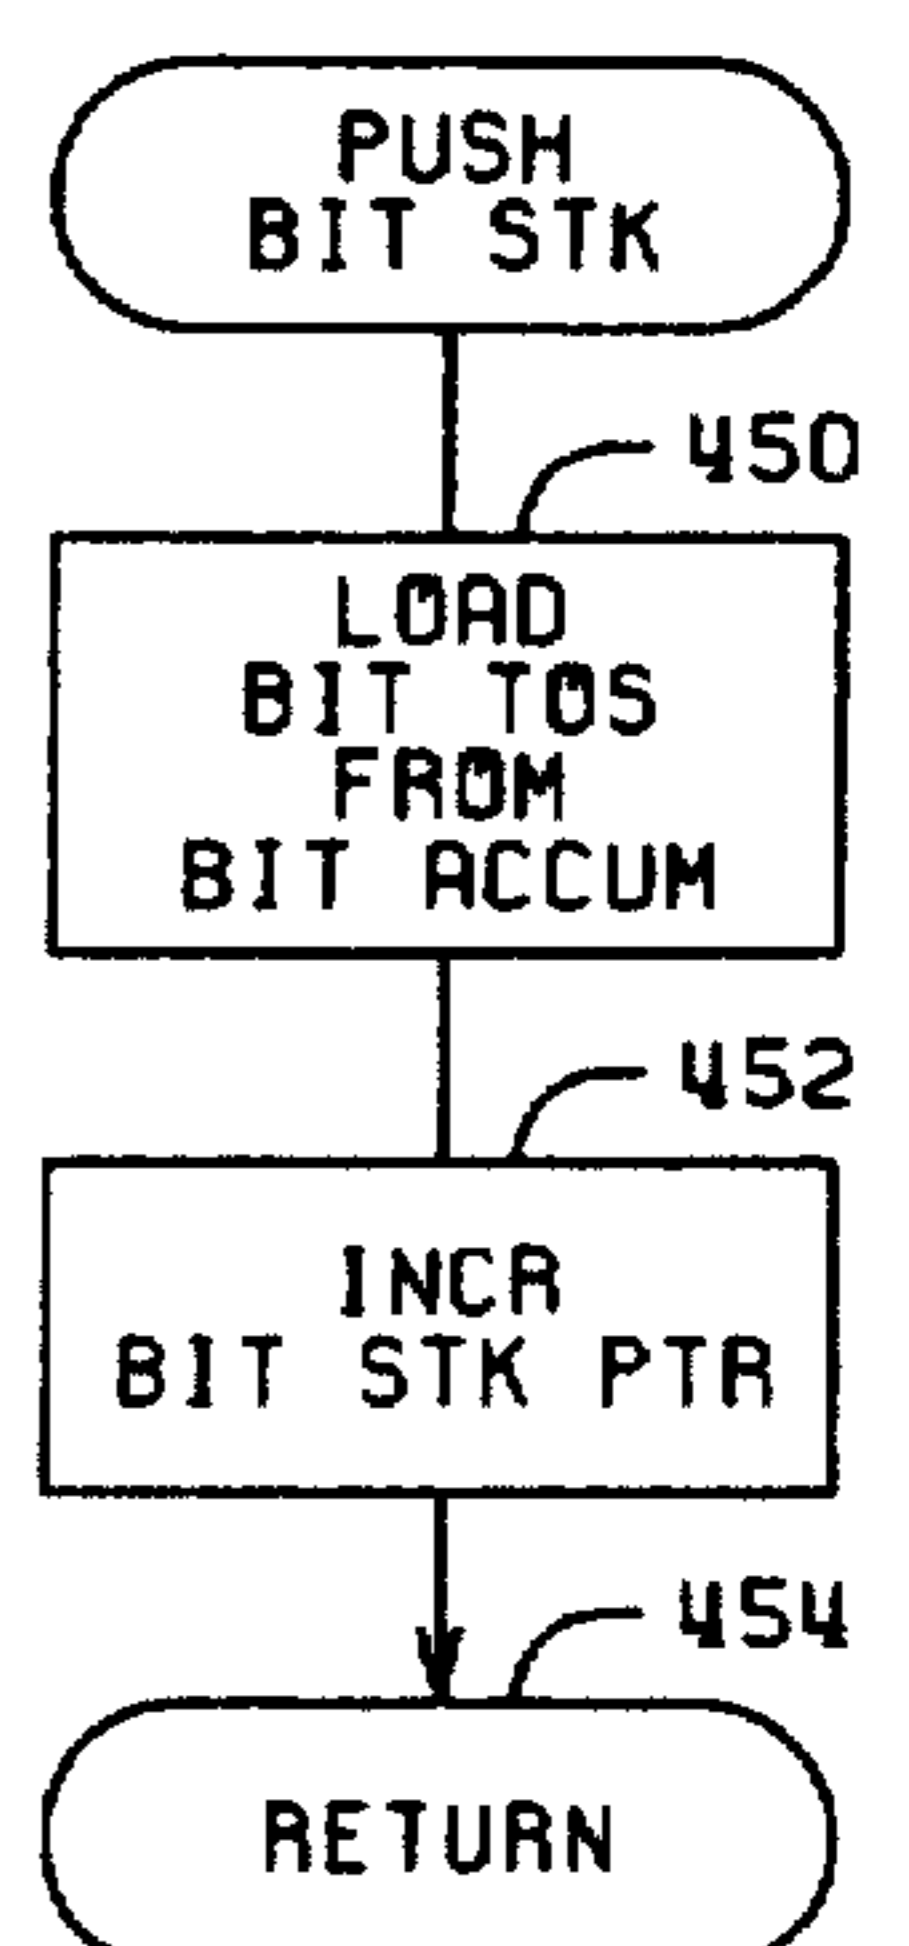 PUSH
BIT STK
450
LOAD
BIT TOS
FROM
BIT ACCUM
452
INCR
BIT STK PTR
454
RETURN